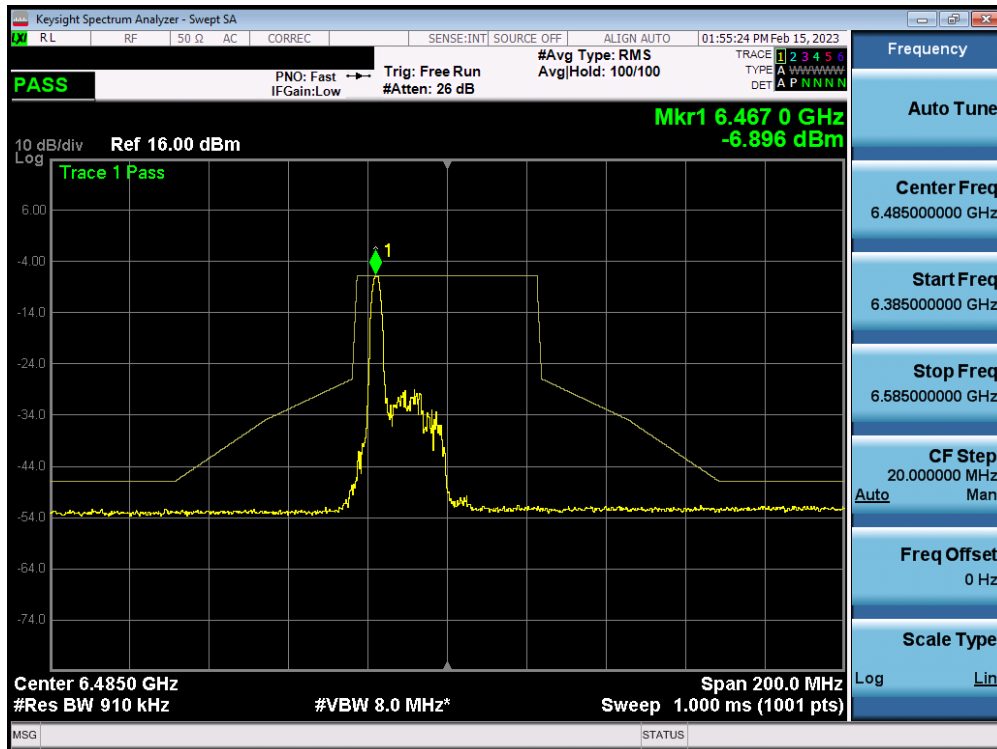 Keysight Spectrum Analyzer - Swept SA
LXI RL RF 50 Ω AC CORREC SENSE:INT SOURCE OFF ALIGN AUTO 01:55:24 PM Feb 15, 2023
PASS
PNO: Fast
IFGain:Low
Trig: Free Run
#Atten: 26 dB
#Avg Type: RMS
Avg|Hold: 100/100
TRACE 1 2 3 4 5 6
TYPE A WWWWW
DET A P N N N N
Mkr1 6.467 0 GHz
-6.896 dBm
10 dB/div Ref 16.00 dBm
Log
Trace 1 Pass
1
6.00
-4.00
-14.0
-24.0
-34.0
-44.0
-54.0
-64.0
-74.0
Center 6.4850 GHz Span 200.0 MHz
#Res BW 910 kHz #VBW 8.0 MHz* Sweep 1.000 ms (1001 pts)
MSG STATUS
Frequency
Auto Tune
Center Freq
6.485000000 GHz
Start Freq
6.385000000 GHz
Stop Freq
6.585000000 GHz
CF Step
20.000000 MHz
Auto Man
Freq Offset
0 Hz
Scale Type
Log Lin